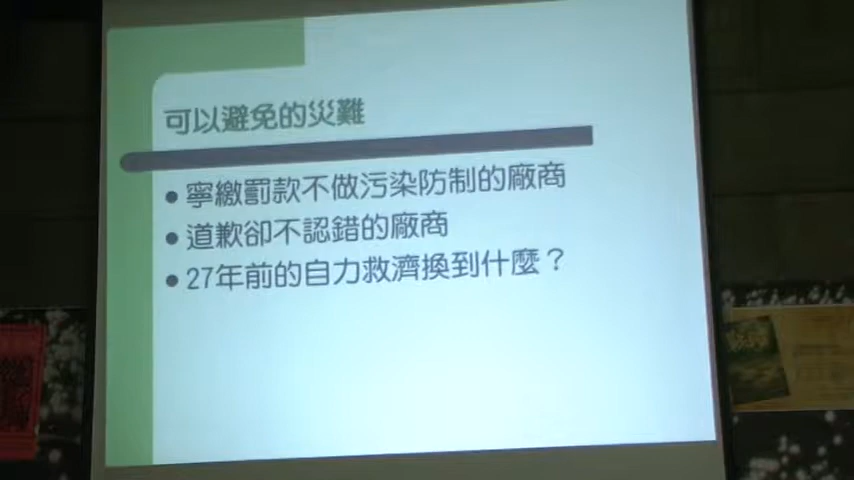 可以避免的災難
● 寧繳罰款不做污染防制的廠商
● 道歉卻不認錯的廠商
● 27年前的自力救濟換到什麼？